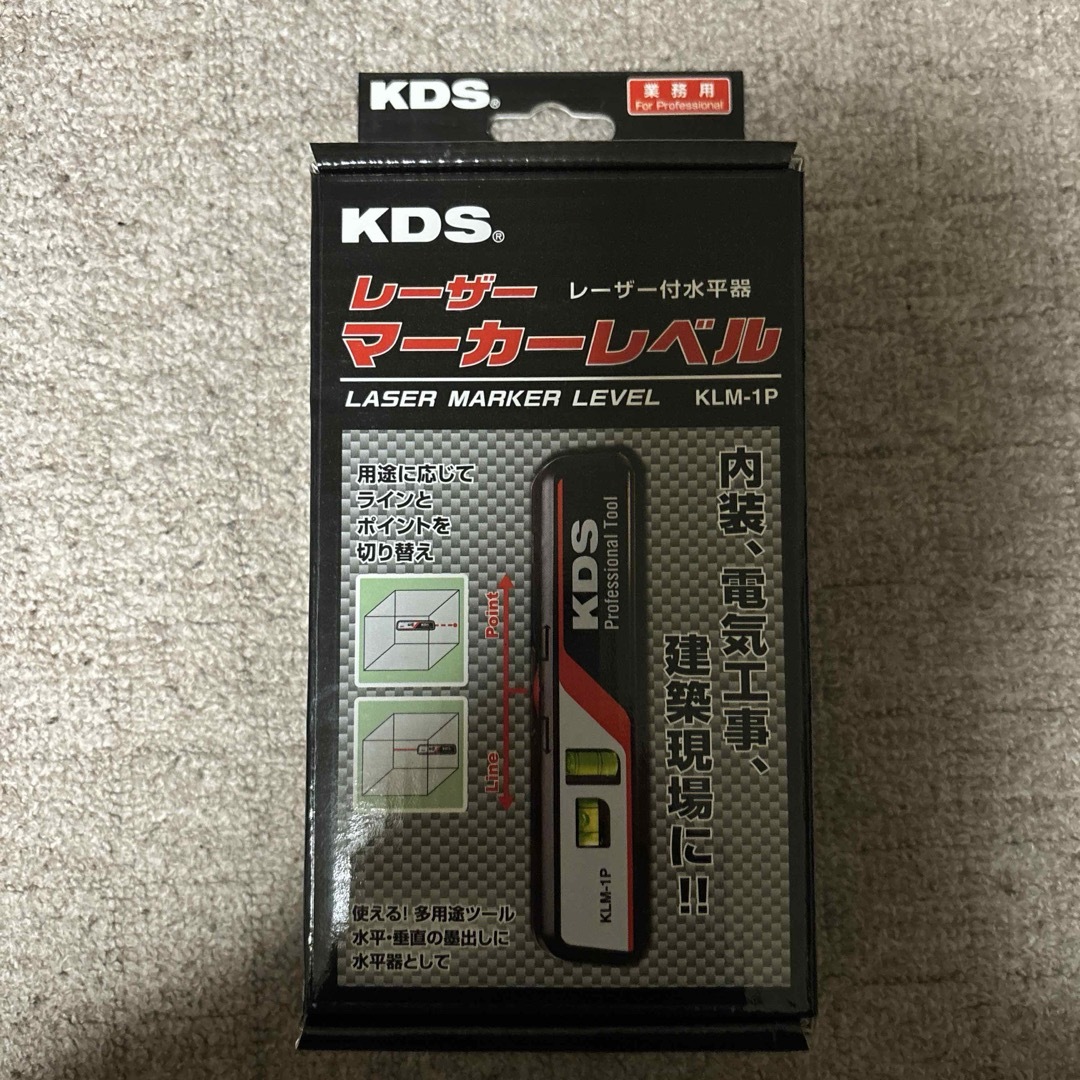 KDS®
業務用
For Professional
KDS®
レーザー
レーザー付水平器
マーカーレベル
LASER MARKER LEVEL KLM-1P
用途に応じて
ラインと
ポイントを
切り替え
Point
Line
KDS
Professional Tool
KLM-1P
内装、電気工事、
建築現場に!!
使える!多用途ツール
水平・垂直の墨出しに
水平器として